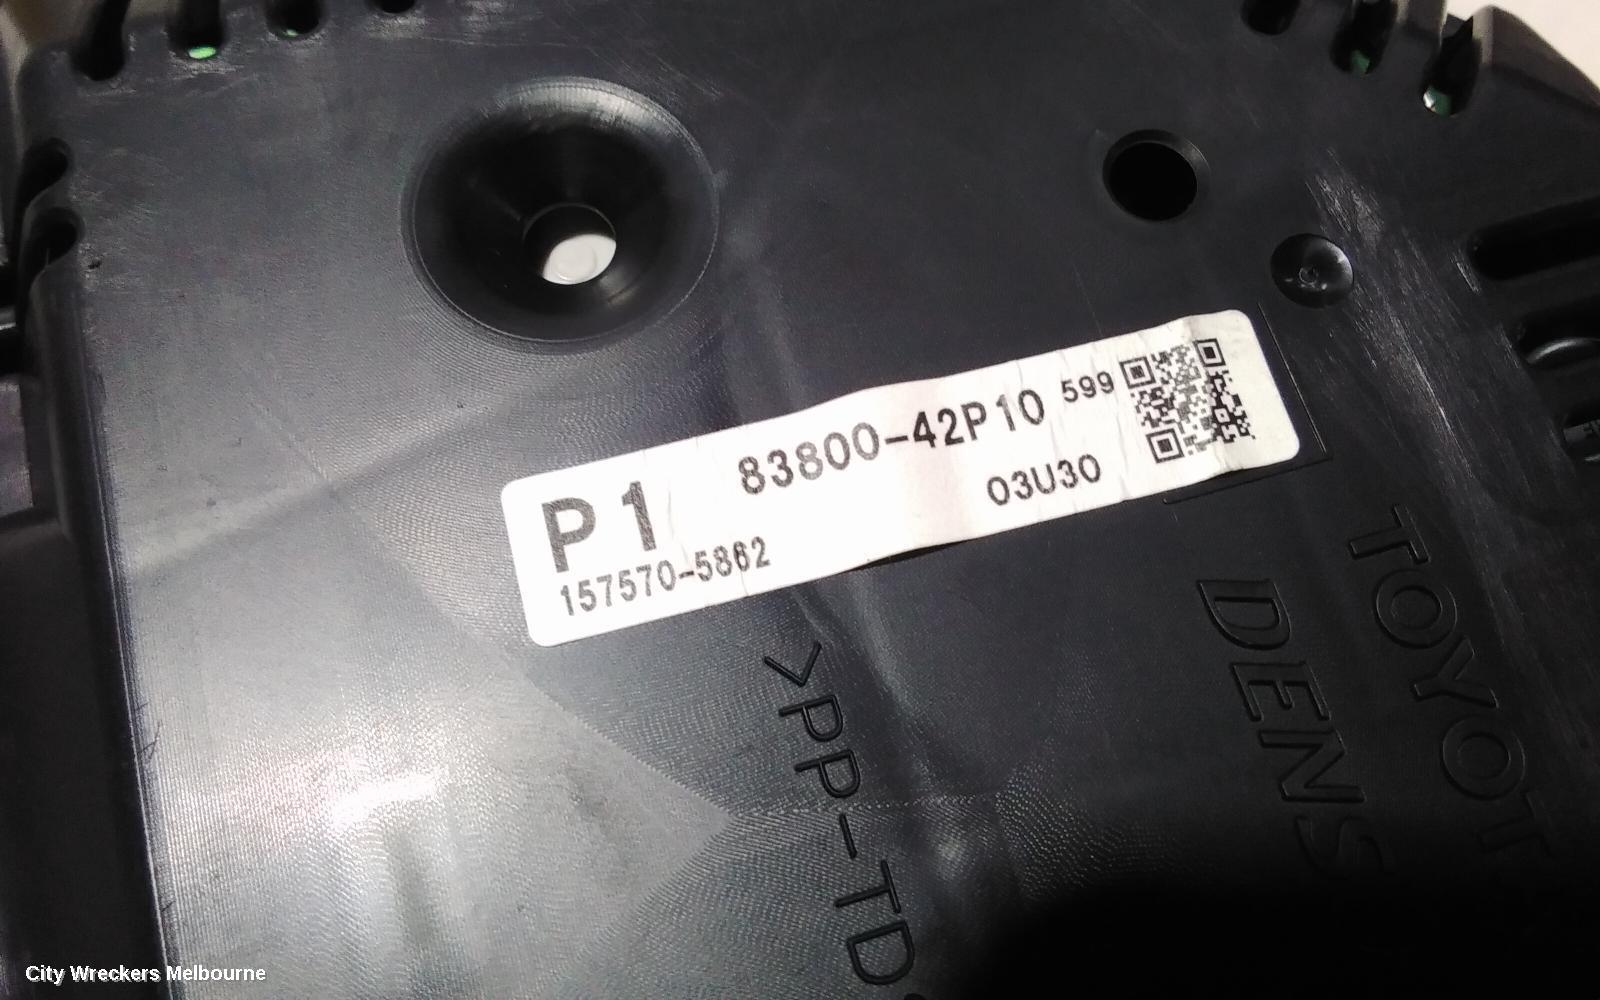 83800-42P10 599
P1 03U30
157570-5862
TOYOT
DENS
>PP-TD
City Wreckers Melbourne